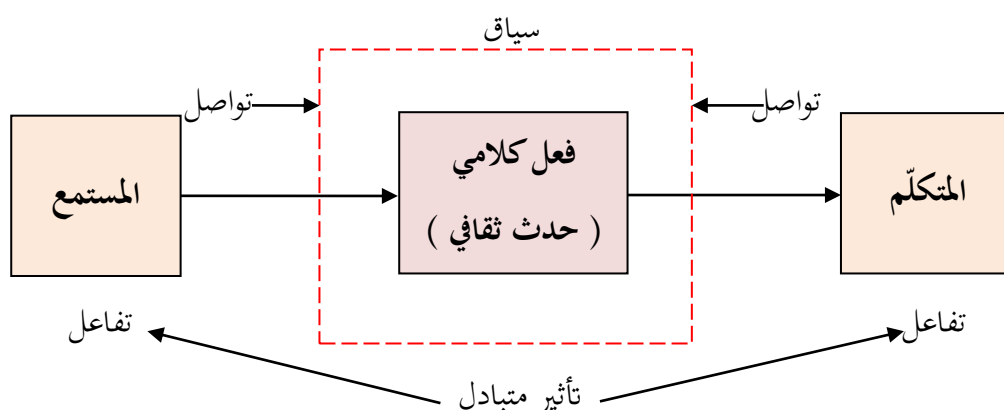 سياق
تواصل
تواصل
المتكلّم
فعل كلامي
( حدث ثقافي )
المستمع
تفاعل
تفاعل
تأثير متبادل